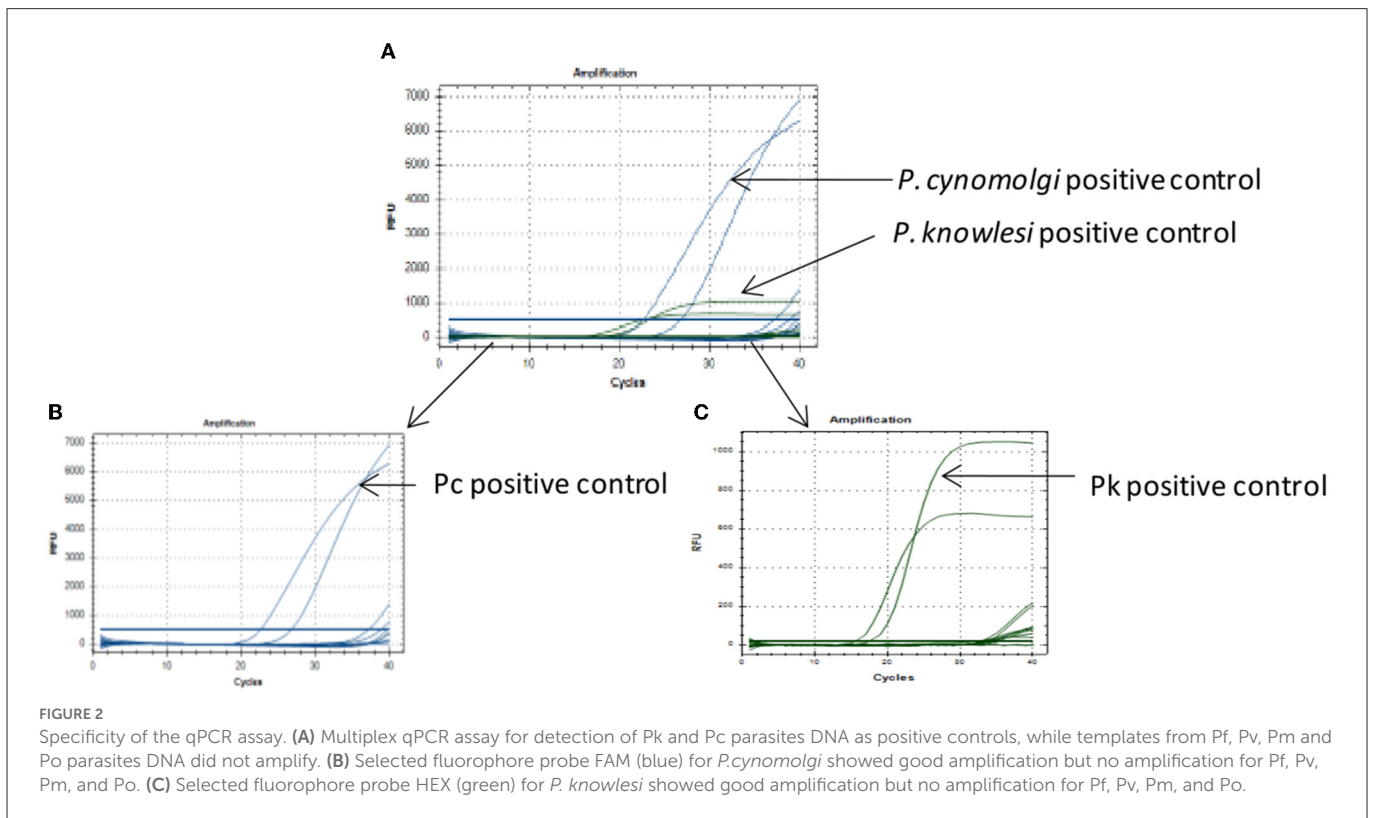 A
Amplification
7000
6000
5000
4000
3000
2000
1000
0
RFU
0 10 20 30 40
Cycles
P. cynomolgi positive control
P. knowlesi positive control
B
Amplification
7000
6000
5000
4000
3000
2000
1000
0
RFU
0 10 20 30 40
Cycles
Pc positive control
C
Amplification
1000
800
600
400
200
0
RFU
0 10 20 30 40
Cycles
Pk positive control
FIGURE 2
Specificity of the qPCR assay. (A) Multiplex qPCR assay for detection of Pk and Pc parasites DNA as positive controls, while templates from Pf, Pv, Pm and
Po parasites DNA did not amplify. (B) Selected fluorophore probe FAM (blue) for P.cynomolgi showed good amplification but no amplification for Pf, Pv,
Pm, and Po. (C) Selected fluorophore probe HEX (green) for P. knowlesi showed good amplification but no amplification for Pf, Pv, Pm, and Po.